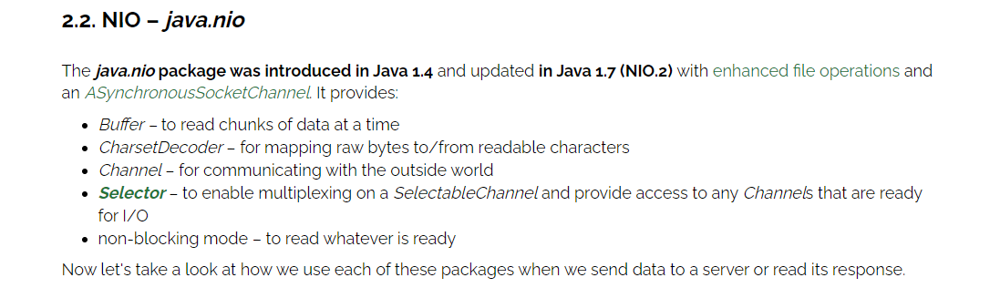 2.2. NIO – java.nio
The java.nio package was introduced in Java 1.4 and updated in Java 1.7 (NIO.2) with enhanced file operations and
an ASynchronousSocketChannel. It provides:
• Buffer – to read chunks of data at a time
• CharsetDecoder – for mapping raw bytes to/from readable characters
• Channel – for communicating with the outside world
• Selector – to enable multiplexing on a SelectableChannel and provide access to any Channels that are ready
for I/O
• non-blocking mode – to read whatever is ready
Now let's take a look at how we use each of these packages when we send data to a server or read its response.